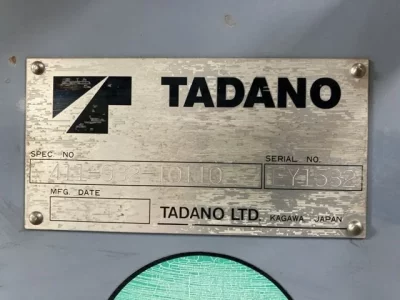 TADANO
SPEC NO.
SERIAL NO.
MFG. DATE
TADANO LTD. KAGAWA, JAPAN